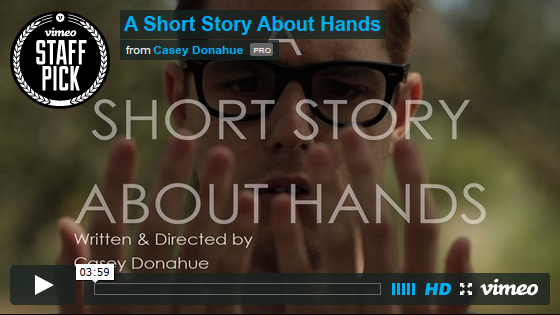 vimeo
STAFF
PICK
A Short Story About Hands
from Casey Donahue PRO
A
SHORT STORY
ABOUT HANDS
Written & Directed by
Casey Donahue
03:59
HD vimeo